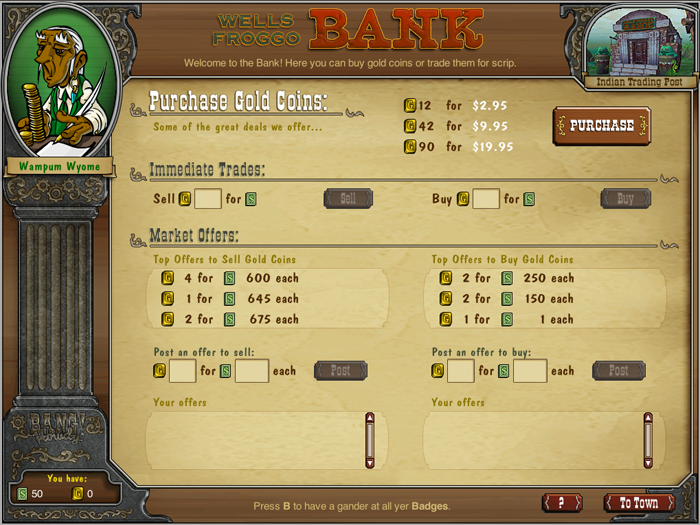 WELLS FROGGO BANK
Welcome to the Bank! Here you can buy gold coins or trade them for scrip.
Indian Trading Post
Wampum Wyome
Purchase Gold Coins:
Some of the great deals we offer...
G 12 for $2.95
G 42 for $9.95
G 90 for $19.95
PURCHASE
Immediate Trades:
Sell G for S
Sell
Buy G for S
Buy
Market Offers:
Top Offers to Sell Gold Coins
G 4 for S 600 each
G 1 for S 645 each
G 2 for S 675 each
Top Offers to Buy Gold Coins
G 2 for S 250 each
G 2 for S 150 each
G 1 for S 1 each
Post an offer to sell:
G for S each
Post
Post an offer to buy:
G for S each
Post
Your offers
Your offers
BANG!
You have:
S 50 G 0
Press B to have a gander at all yer Badges.
?
To Town